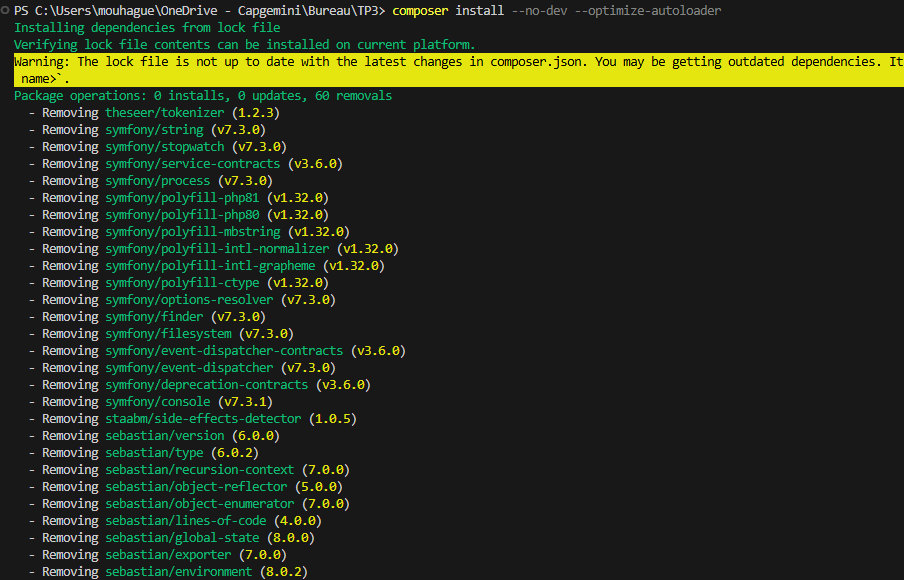 PS C:\Users\mouhague\OneDrive - Capgemini\Bureau\TP3> composer install --no-dev --optimize-autoloader
Installing dependencies from lock file
Verifying lock file contents can be installed on current platform.
Warning: The lock file is not up to date with the latest changes in composer.json. You may be getting outdated dependencies. It
name>`.
Package operations: 0 installs, 0 updates, 60 removals
- Removing theseer/tokenizer (1.2.3)
- Removing symfony/string (v7.3.0)
- Removing symfony/stopwatch (v7.3.0)
- Removing symfony/service-contracts (v3.6.0)
- Removing symfony/process (v7.3.0)
- Removing symfony/polyfill-php81 (v1.32.0)
- Removing symfony/polyfill-php80 (v1.32.0)
- Removing symfony/polyfill-mbstring (v1.32.0)
- Removing symfony/polyfill-intl-normalizer (v1.32.0)
- Removing symfony/polyfill-intl-grapheme (v1.32.0)
- Removing symfony/polyfill-ctype (v1.32.0)
- Removing symfony/options-resolver (v7.3.0)
- Removing symfony/finder (v7.3.0)
- Removing symfony/filesystem (v7.3.0)
- Removing symfony/event-dispatcher-contracts (v3.6.0)
- Removing symfony/event-dispatcher (v7.3.0)
- Removing symfony/deprecation-contracts (v3.6.0)
- Removing symfony/console (v7.3.1)
- Removing staabm/side-effects-detector (1.0.5)
- Removing sebastian/version (6.0.0)
- Removing sebastian/type (6.0.2)
- Removing sebastian/recursion-context (7.0.0)
- Removing sebastian/object-reflector (5.0.0)
- Removing sebastian/object-enumerator (7.0.0)
- Removing sebastian/lines-of-code (4.0.0)
- Removing sebastian/global-state (8.0.0)
- Removing sebastian/exporter (7.0.0)
- Removing sebastian/environment (8.0.2)